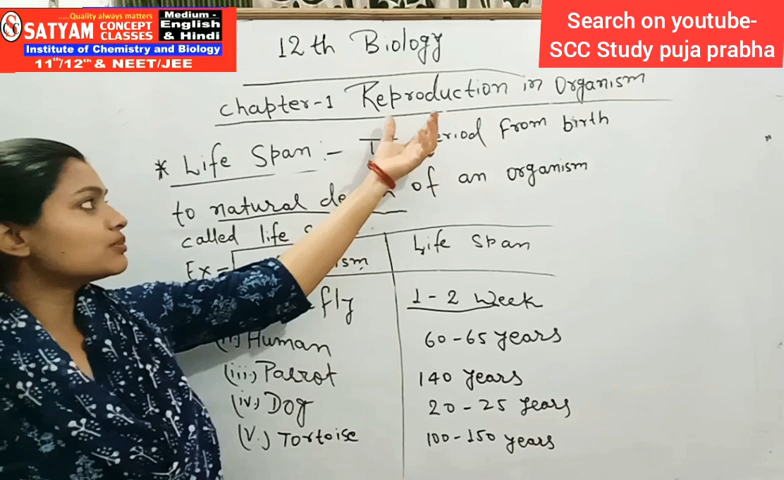 .....Quality always matters
S SATYAM CONCEPT CLASSES
Medium-
English
& Hindi
Institute of Chemistry and Biology
11th/12th & NEET/JEE
Search on youtube-
SCC Study puja prabha
12th Biology
chapter-1 Reproduction in Organism
* Life Span :- period from birth
to natural of an organism
called life
Ex=
Life Span
fly 1-2 Week
(ii) Human 60-65 years
(iii) Parrot 140 years
(iv) Dog 20-25 years
(V.) Tortoise 100-150 years